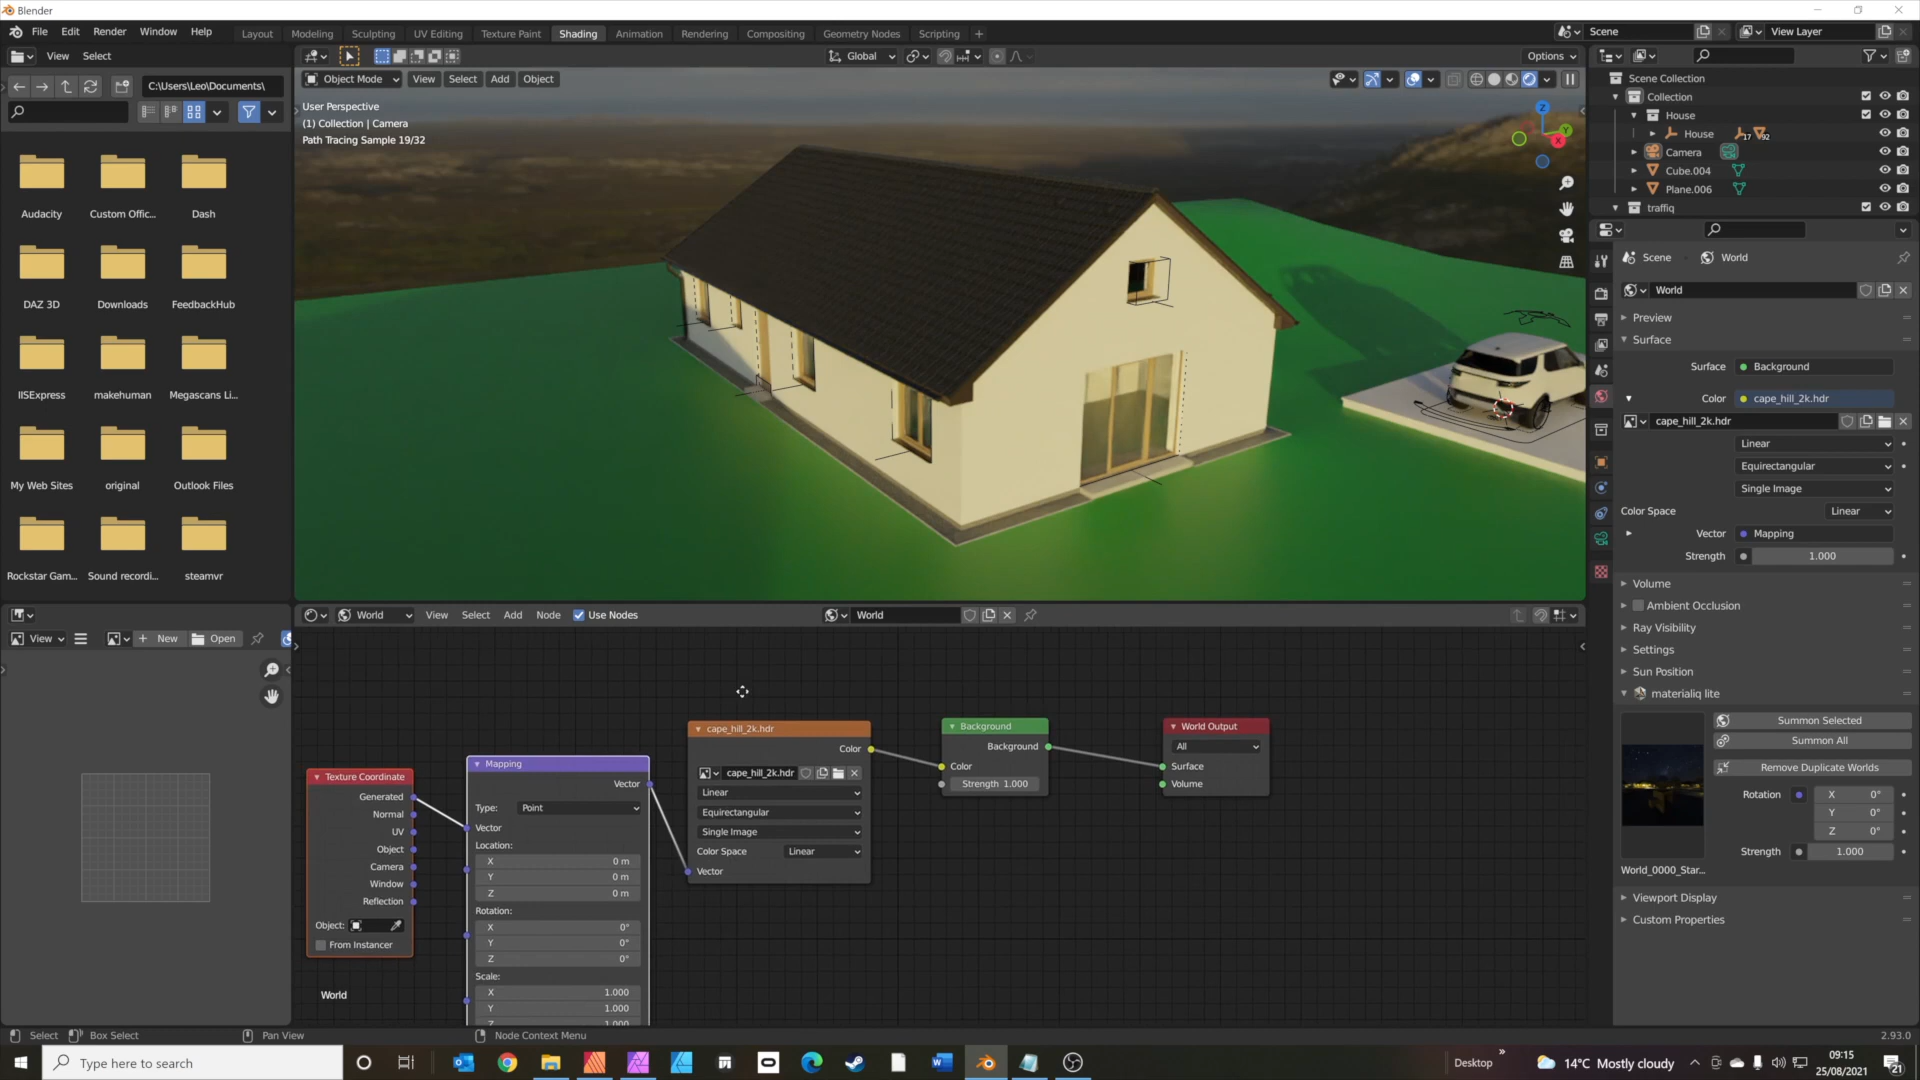 Blender
File Edit Render Window Help
Layout Modeling Sculpting UV Editing Texture Paint Shading Animation Rendering Compositing Geometry Nodes Scripting +
Scene
View Layer
View Select
Global
Options
C:\Users\Leo\Documents\
Object Mode View Select Add Object
User Perspective
(1) Collection | Camera
Path Tracing Sample 19/32
Z
Y
X
Audacity Custom Offic... Dash
DAZ 3D Downloads FeedbackHub
IISExpress makehuman Megascans Li...
My Web Sites original Outlook Files
Rockstar Gam... Sound recordi... steamvr
Scene Collection
Collection
House
House 17 92
Camera
Cube.004
Plane.006
traffiq
Scene World
World
Preview
Surface
Surface Background
Color cape_hill_2k.hdr
cape_hill_2k.hdr
Linear
Equirectangular
Single Image
Color Space Linear
Vector Mapping
Strength 1.000
Volume
Ambient Occlusion
Ray Visibility
Settings
Sun Position
materialiq lite
Summon Selected
Summon All
Remove Duplicate Worlds
Rotation X 0°
Y 0°
Z 0°
Strength 1.000
World_0000_Star...
Viewport Display
Custom Properties
View New Open
World View Select Add Node Use Nodes
World
Texture Coordinate
Generated
Normal
UV
Object
Camera
Window
Reflection
Object:
From Instancer
World
Mapping
Vector
Type: Point
Vector
Location:
X 0 m
Y 0 m
Z 0 m
Rotation:
X 0°
Y 0°
Z 0°
Scale:
X 1.000
Y 1.000
Z 1.000
cape_hill_2k.hdr
Color
cape_hill_2k.hdr
Linear
Equirectangular
Single Image
Color Space Linear
Vector
Background
Background
Color
Strength 1.000
World Output
All
Surface
Volume
Select Box Select Pan View Node Context Menu 2.93.0
Type here to search
Desktop
14°C Mostly cloudy
09:15
25/08/2021
21